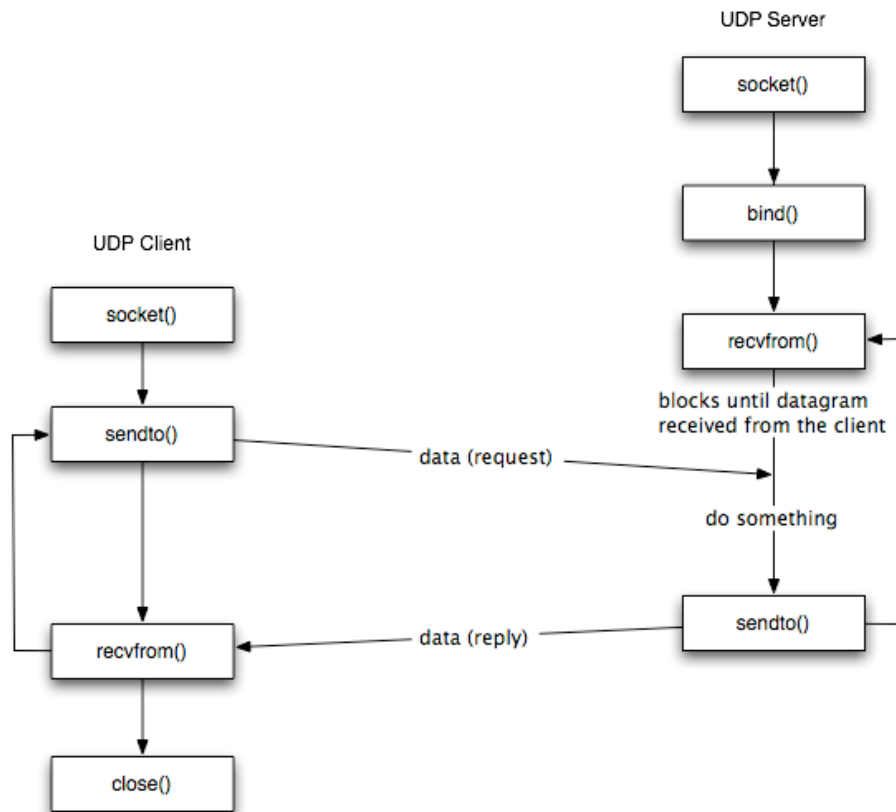 UDP Server
socket()
bind()
UDP Client
socket()
recvfrom()
blocks until datagram
received from the client
sendto()
data (request)
do something
sendto()
data (reply)
recvfrom()
close()